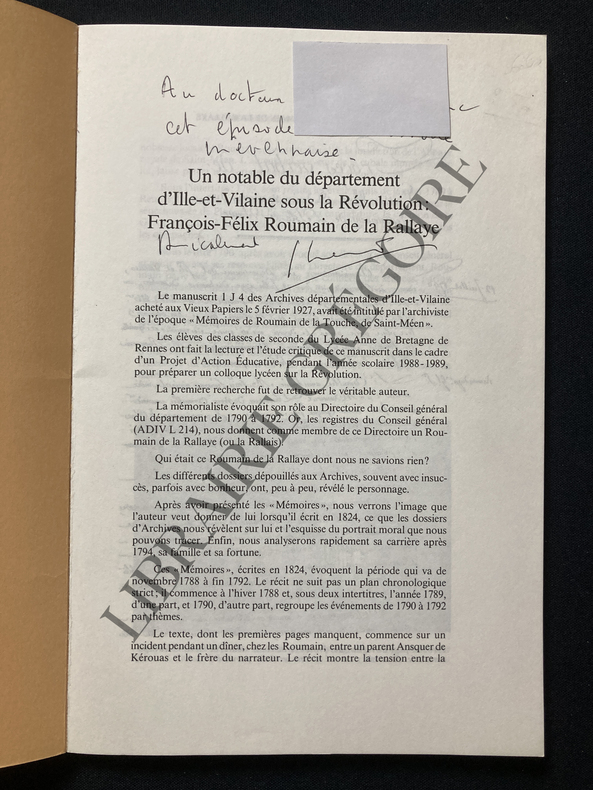 Au docteur
cet épisode
mévennaise.
Un notable du département
d'Ille-et-Vilaine sous la Révolution:
François-Félix Roumain de la Rallaye
Amicalement
Le manuscrit 1 J 4 des Archives départementales d'Ille-et-Vilaine
acheté aux Vieux Papiers le 5 février 1927, avait été intitulé par l'archiviste
de l'époque «Mémoires de Roumain de la Touche, de Saint-Méen».
Les élèves des classes de seconde du Lycée Anne de Bretagne de
Rennes ont fait la lecture et l'étude critique de ce manuscrit dans le cadre
d'un Projet d'Action Éducative, pendant l'année scolaire 1988-1989,
pour préparer un colloque lycéen sur la Révolution.
La première recherche fut de retrouver le véritable auteur.
La mémorialiste évoquait son rôle au Directoire du Conseil général
du département de 1790 à 1792. Or, les registres du Conseil général
(ADIV L 214), nous donnent comme membre de ce Directoire un Rou-
main de la Rallaye (ou la Rallais).
Qui était ce Roumain de la Rallaye dont nous ne savions rien?
Les différents dossiers dépouillés aux Archives, souvent avec insuc-
cès, parfois avec bonheur ont, peu à peu, révélé le personnage.
Après avoir présenté les «Mémoires», nous verrons l'image que
l'auteur veut donner de lui lorsqu'il écrit en 1824, ce que les dossiers
d'Archives nous révèlent sur lui et l'esquisse du portrait moral que nous
pouvons tracer. Enfin, nous analyserons rapidement sa carrière après
1794, sa famille et sa fortune.
Ces «Mémoires», écrites en 1824, évoquent la période qui va de
novembre 1788 à fin 1792. Le récit ne suit pas un plan chronologique
strict; il commence à l'hiver 1788 et, sous deux intertitres, l'année 1789,
d'une part, et 1790, d'autre part, regroupe les événements de 1790 à 1792
par thèmes.
Le texte, dont les premières pages manquent, commence sur un
incident pendant un dîner, chez les Roumain, entre un parent Ansquer de
Kérouas et le frère du narrateur. Le récit montre la tension entre la
LIBRAIRIE GRÉGOIRE